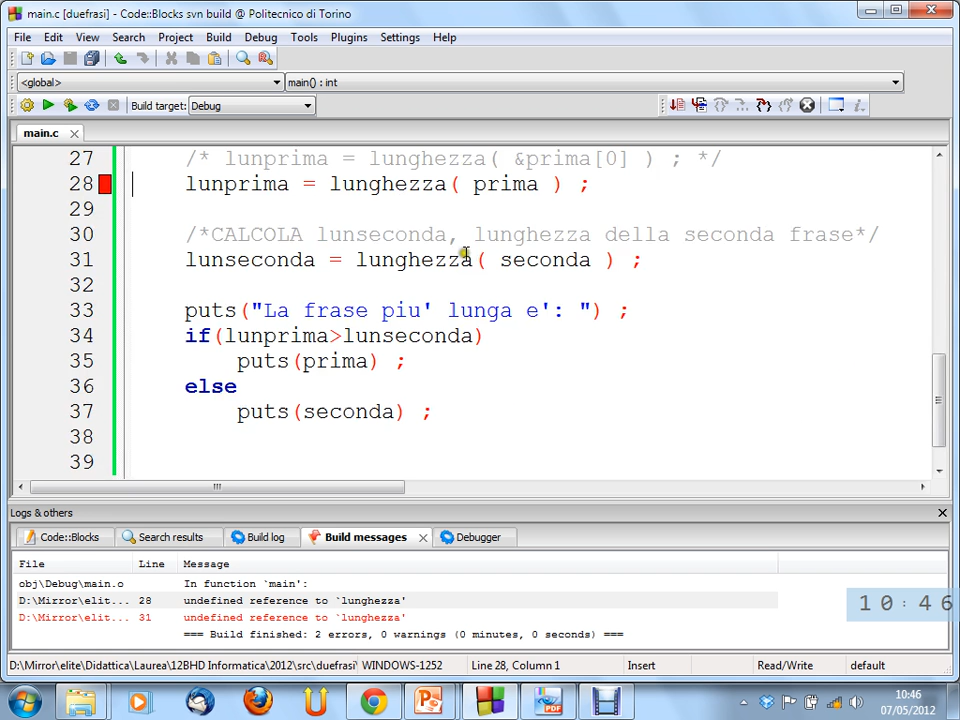 main.c [duefrasi] - Code::Blocks svn build @ Politecnico di Torino
File Edit View Search Project Build Debug Tools Plugins Settings Help
<global> main() : int
Build target: Debug
main.c
27 /* lunprima = lunghezza( &prima[0] ) ; */
28 lunprima = lunghezza( prima ) ;
29
30 /*CALCOLA lunseconda, lunghezza della seconda frase*/
31 lunseconda = lunghezza( seconda ) ;
32
33 puts("La frase piu' lunga e': ") ;
34 if(lunprima>lunseconda)
35 puts(prima) ;
36 else
37 puts(seconda) ;
38
39
Logs & others
Code::Blocks Search results Build log Build messages Debugger
File Line Message
obj\Debug\main.o In function `main':
D:\Mirror\elit... 28 undefined reference to `lunghezza'
D:\Mirror\elit... 31 undefined reference to `lunghezza'
=== Build finished: 2 errors, 0 warnings (0 minutes, 0 seconds) ===
10:46
D:\Mirror\elite\Didattica\Laurea\12BHD Informatica\2012\src\duefrasi\ WINDOWS-1252 Line 28, Column 1 Insert Read/Write default
10:46
07/05/2012